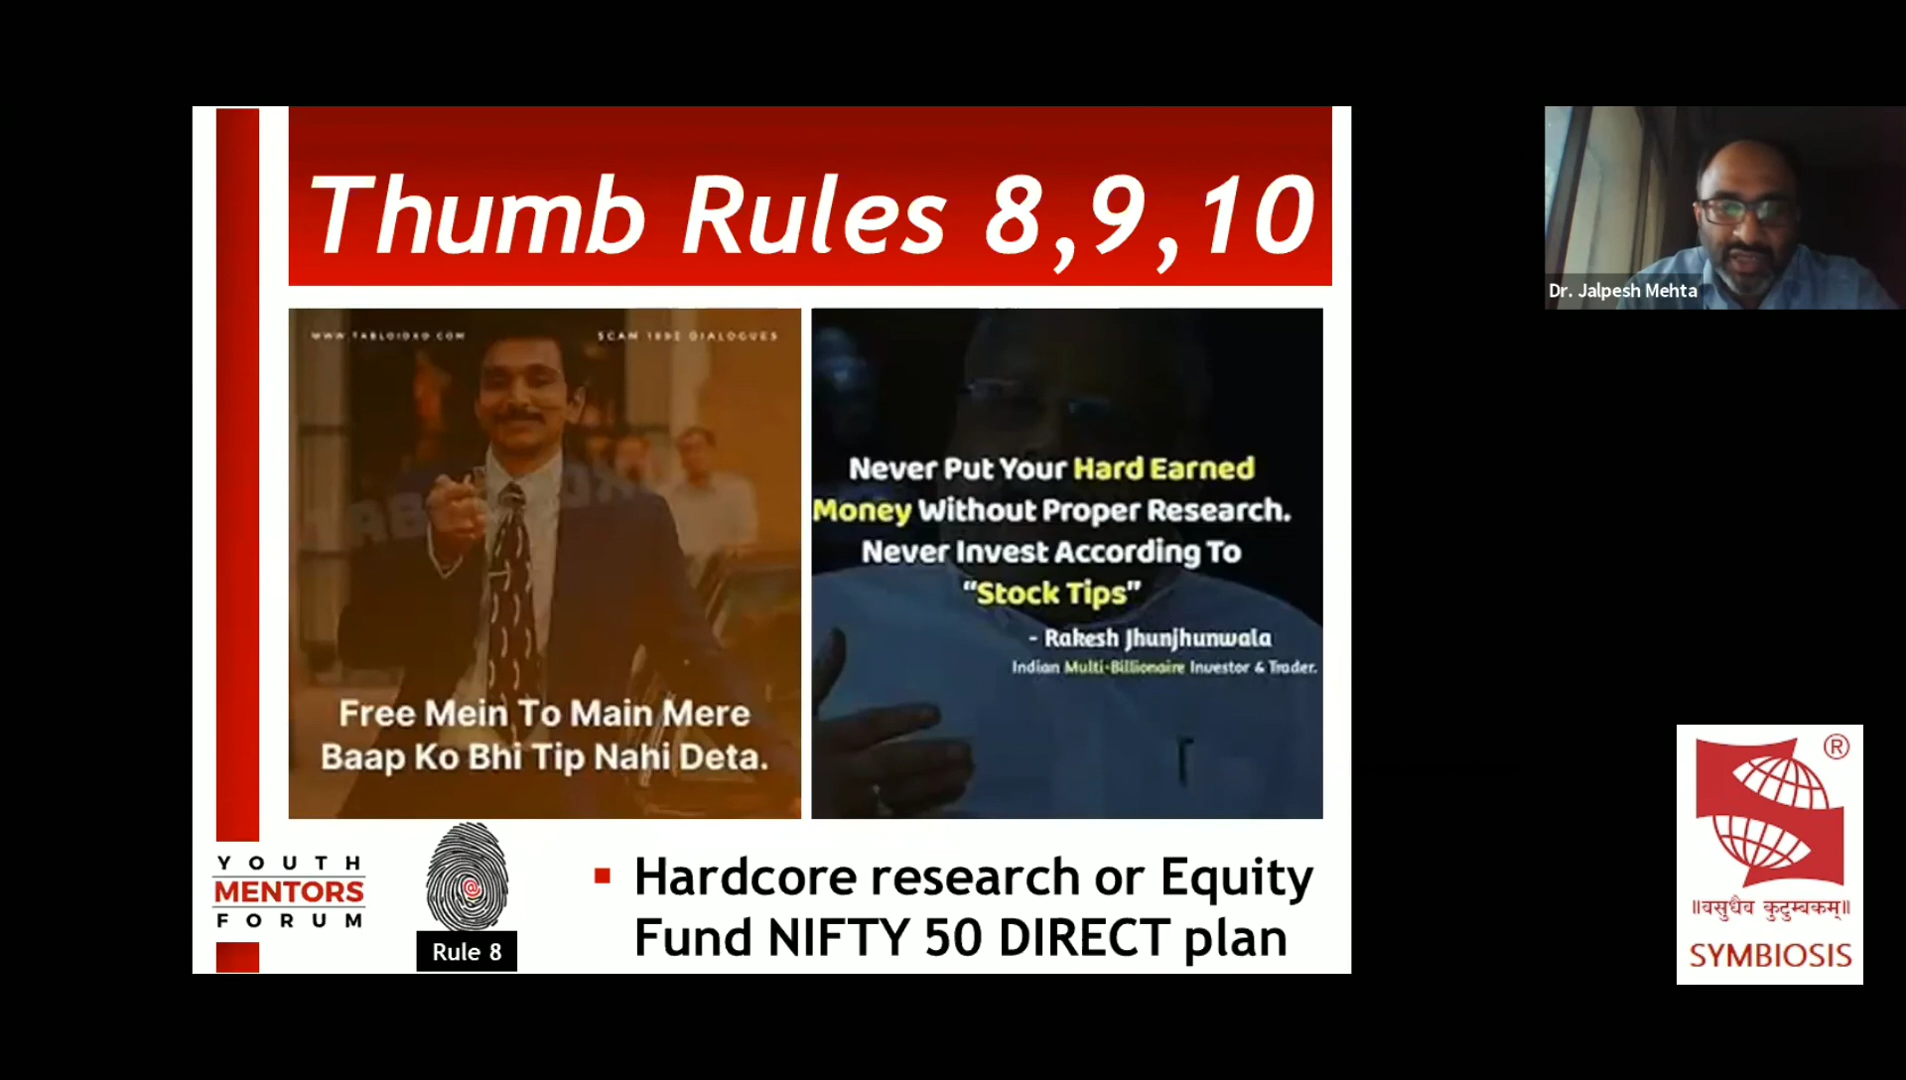 Thumb Rules 8,9,10
WWW.TABLOIDXO.COM
SCAM 1992 DIALOGUES
Free Mein To Main Mere
Baap Ko Bhi Tip Nahi Deta.
Never Put Your Hard Earned
Money Without Proper Research.
Never Invest According To
“Stock Tips”
- Rakesh Jhunjhunwala
Indian Multi-Billionaire Investor & Trader.
YOUTH
MENTORS
FORUM
Rule 8
▪ Hardcore research or Equity
Fund NIFTY 50 DIRECT plan
Dr. Jalpesh Mehta
®
॥वसुधैव कुटुम्बकम्॥
SYMBIOSIS